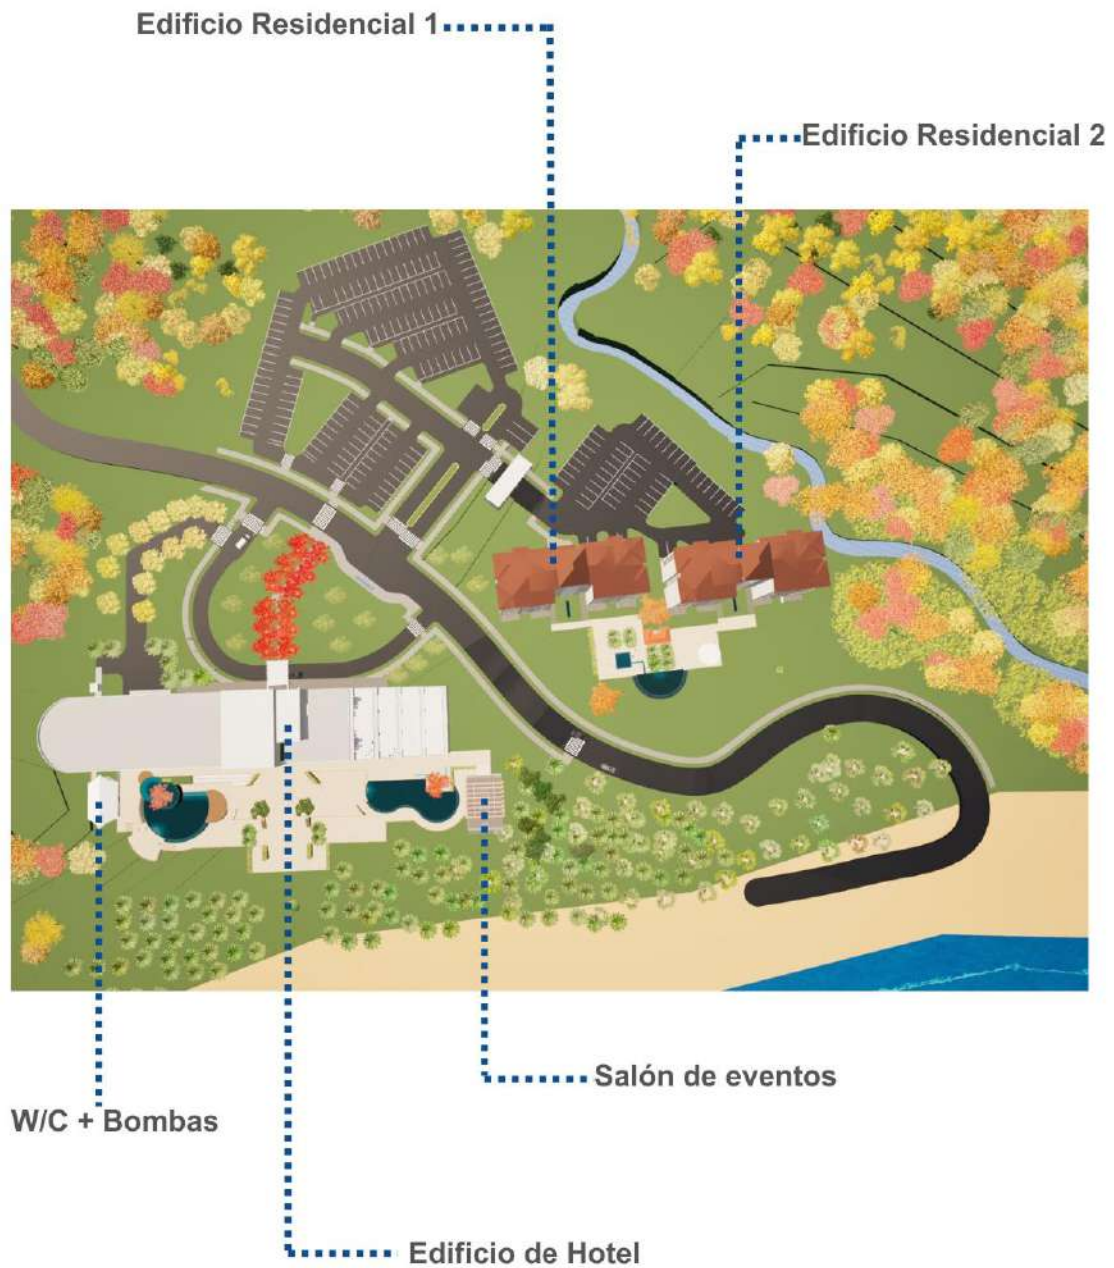 Edificio Residencial 1
Edificio Residencial 2
Salón de eventos
W/C + Bombas
Edificio de Hotel